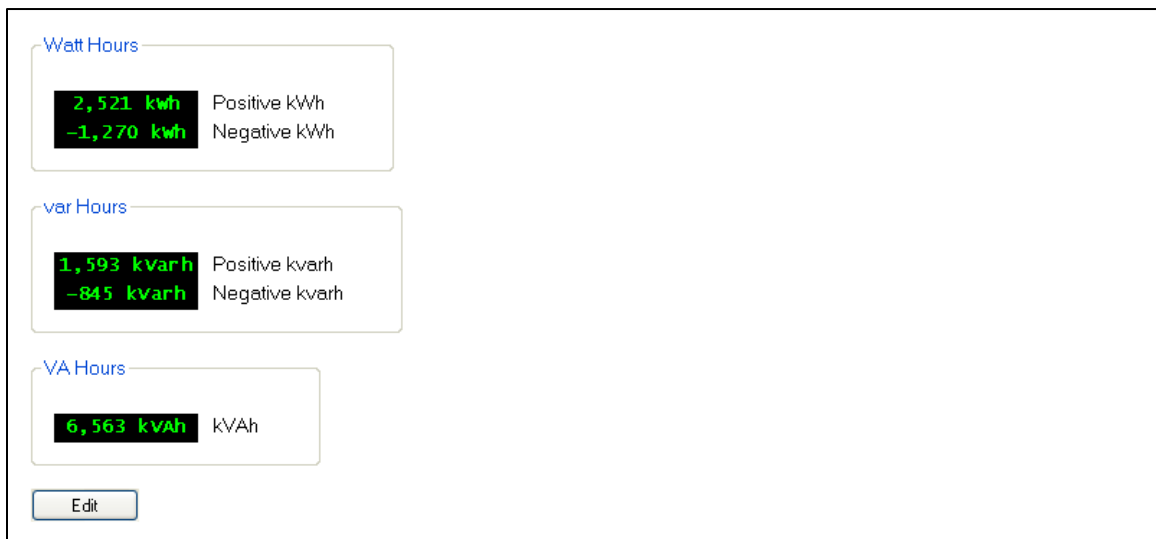 Watt Hours
2,521 kWh Positive kWh
-1,270 kWh Negative kWh
var Hours
1,593 kvarh Positive kvarh
-845 kvarh Negative kvarh
VA Hours
6,563 kVAh kVAh
Edit